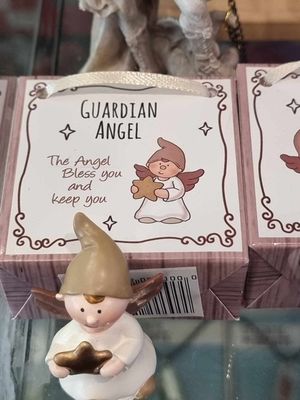 GUARDIAN
ANGEL
The Angel
Bless you
and
keep you